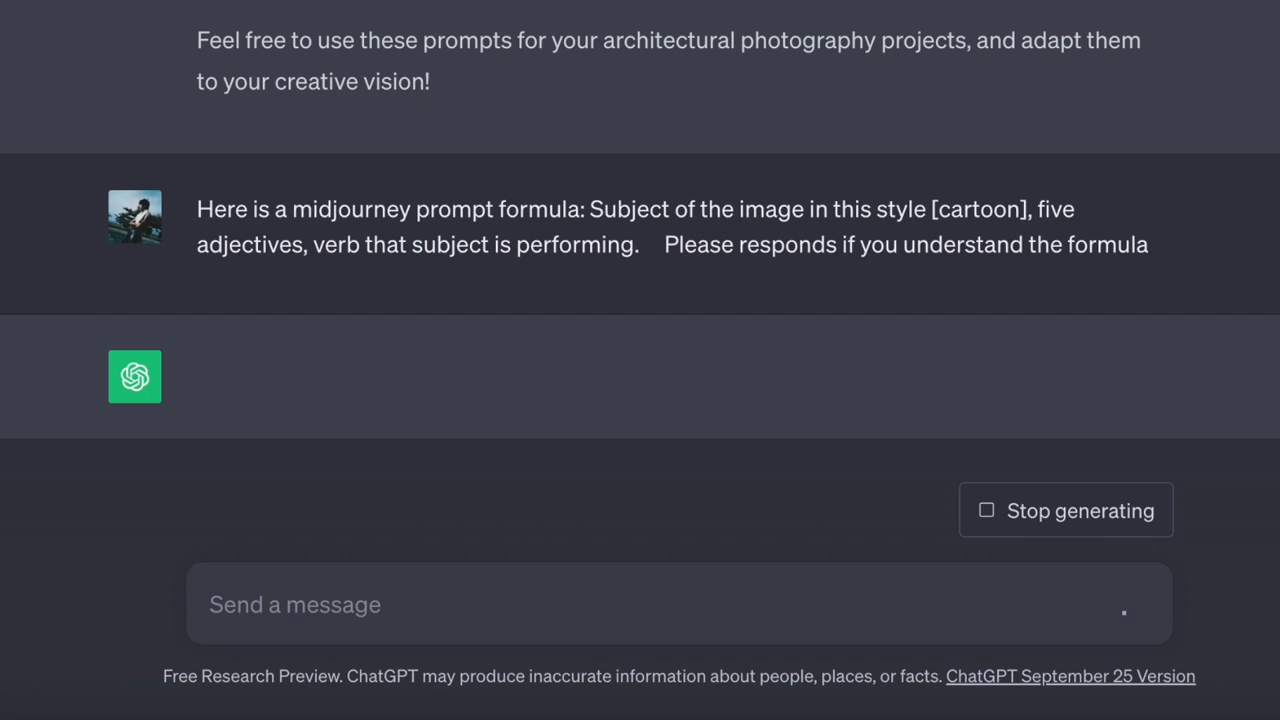 Feel free to use these prompts for your architectural photography projects, and adapt them
to your creative vision!
Here is a midjourney prompt formula: Subject of the image in this style [cartoon], five
adjectives, verb that subject is performing. Please responds if you understand the formula
Stop generating
Send a message
Free Research Preview. ChatGPT may produce inaccurate information about people, places, or facts. ChatGPT September 25 Version